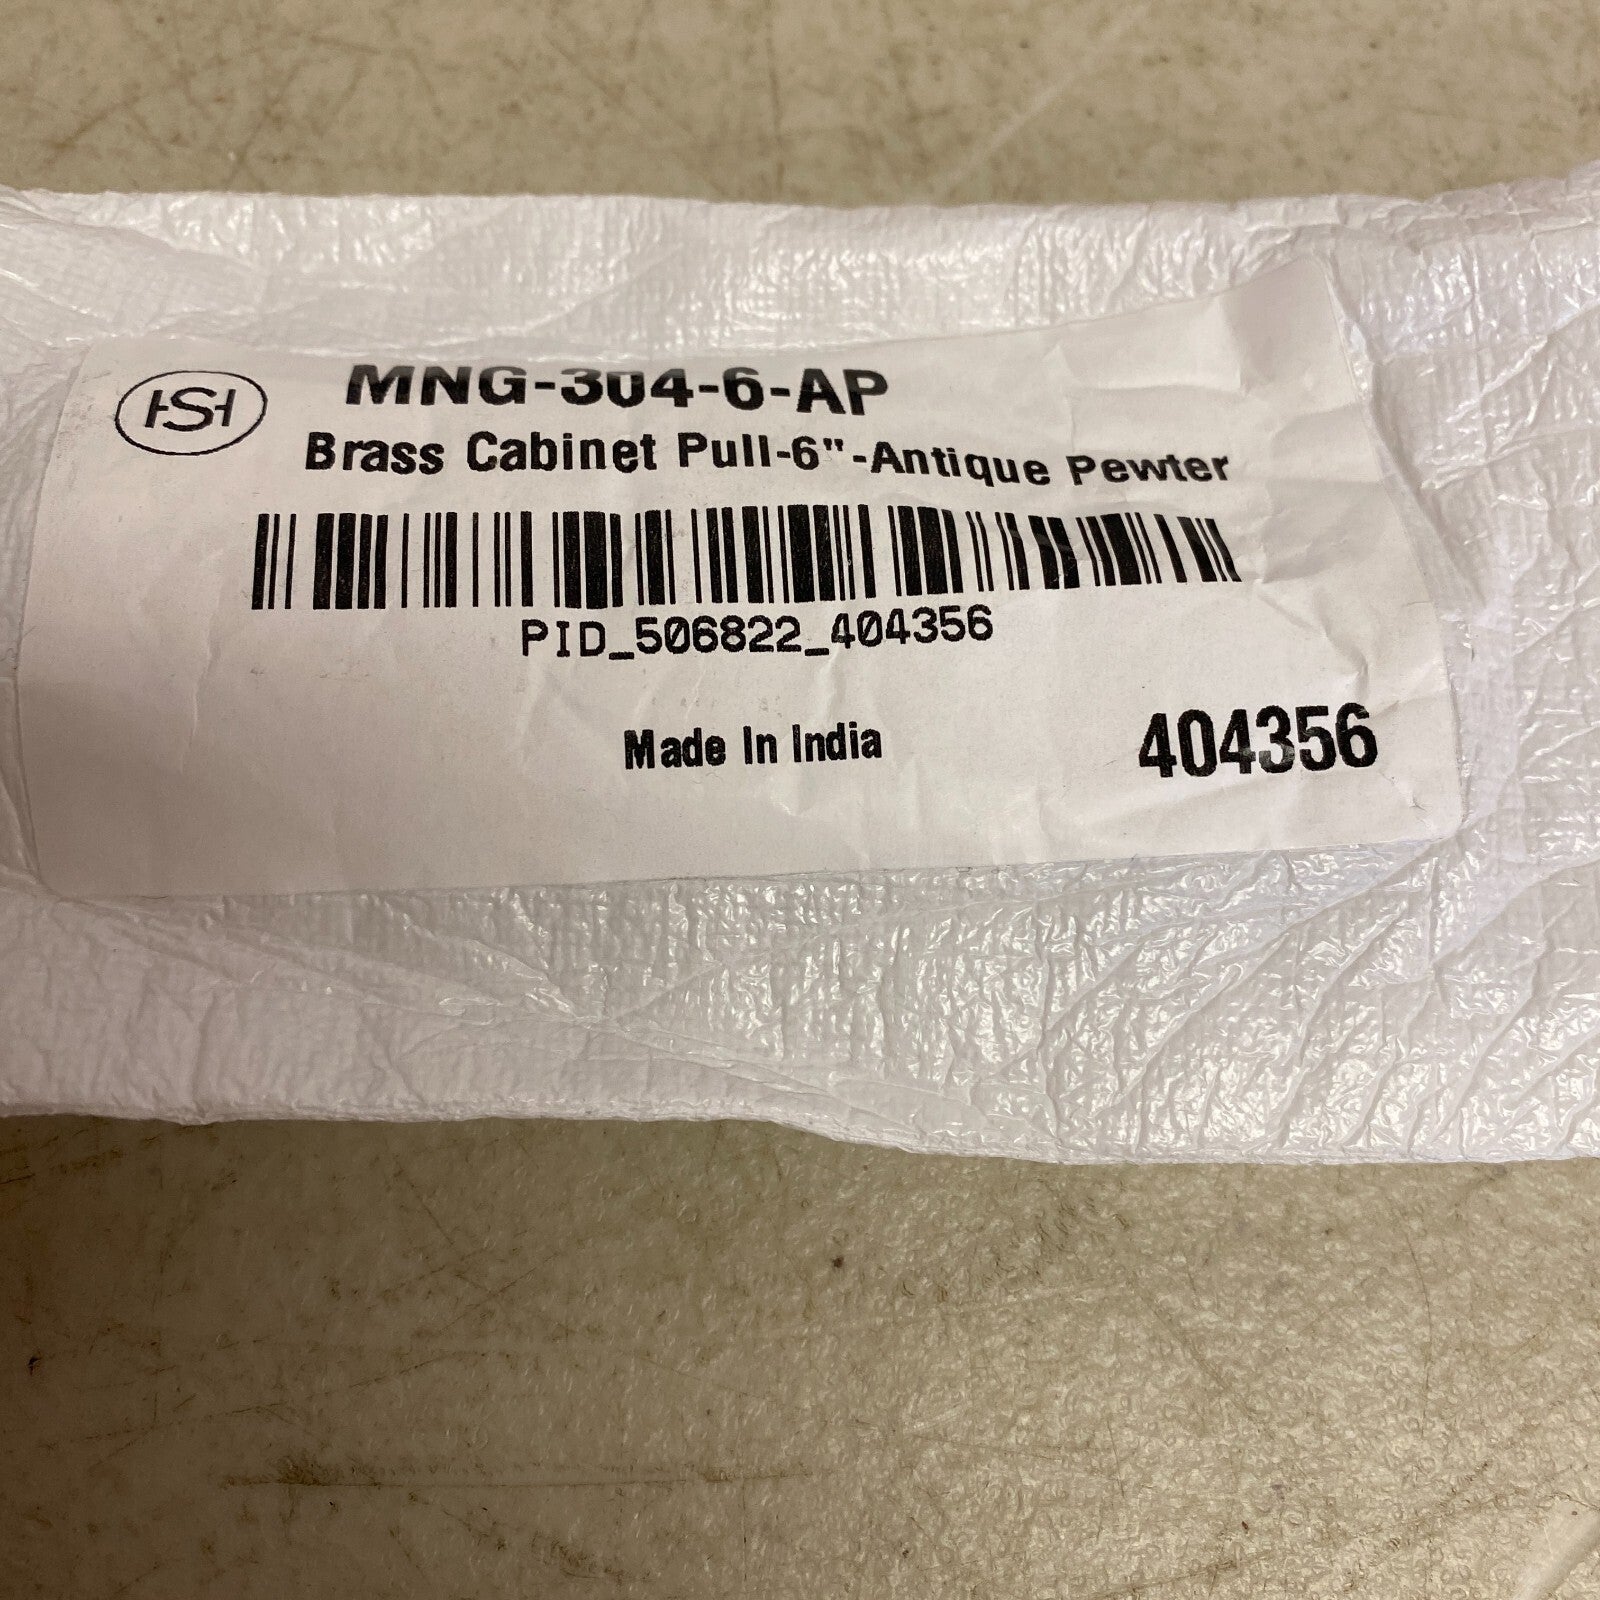 HSH
MNG-304-6-AP
Brass Cabinet Pull-6"-Antique Pewter
PID_506822_404356
Made In India
404356